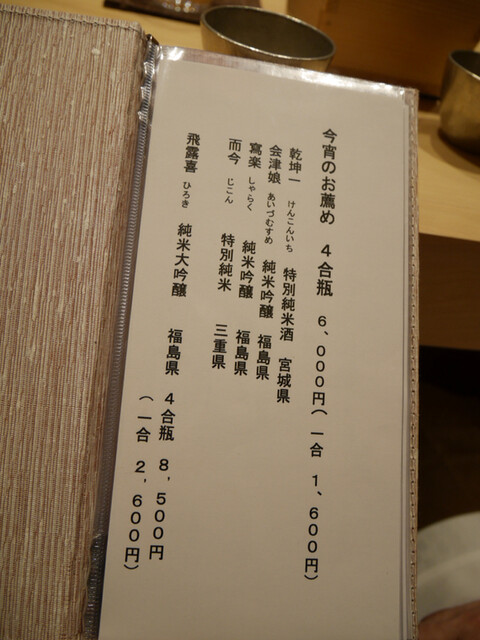 今宵のお薦め 4合瓶 6,000円(一合 1,600円)
乾坤一 けんこんいち 特別純米酒 宮城県
会津娘 あいづむすめ 純米吟醸 福島県
寫楽 しゃらく 純米吟醸 福島県
而今 じこん 特別純米 三重県
飛露喜 ひろき 純米大吟醸 福島県 4合瓶 8,500円
(一合 2,600円)